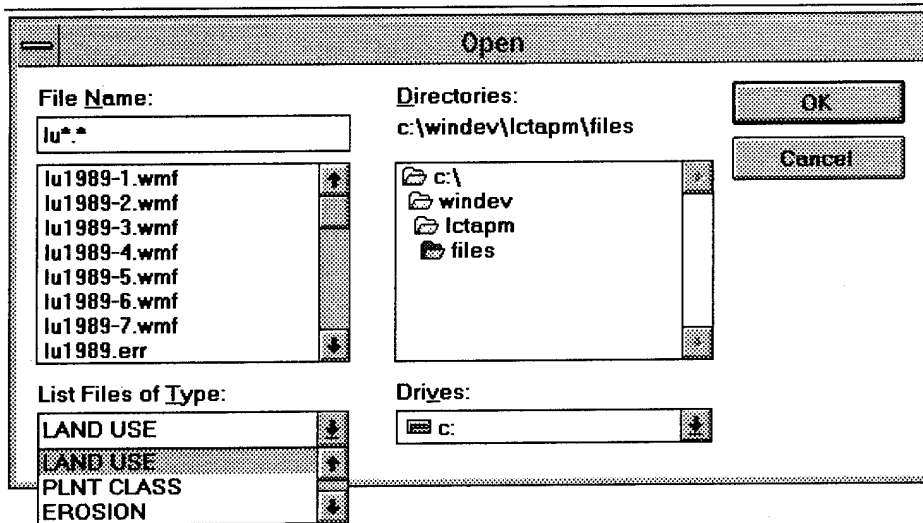 Open
File Name:
lu*.*
lu1989-1.wmf
lu1989-2.wmf
lu1989-3.wmf
lu1989-4.wmf
lu1989-5.wmf
lu1989-6.wmf
lu1989-7.wmf
lu1989.err
List Files of Type:
LAND USE
LAND USE
PLNT CLASS
EROSION
Directories:
c:\windev\lctapm\files
c:\
windev
lctapm
files
Drives:
c:
OK
Cancel